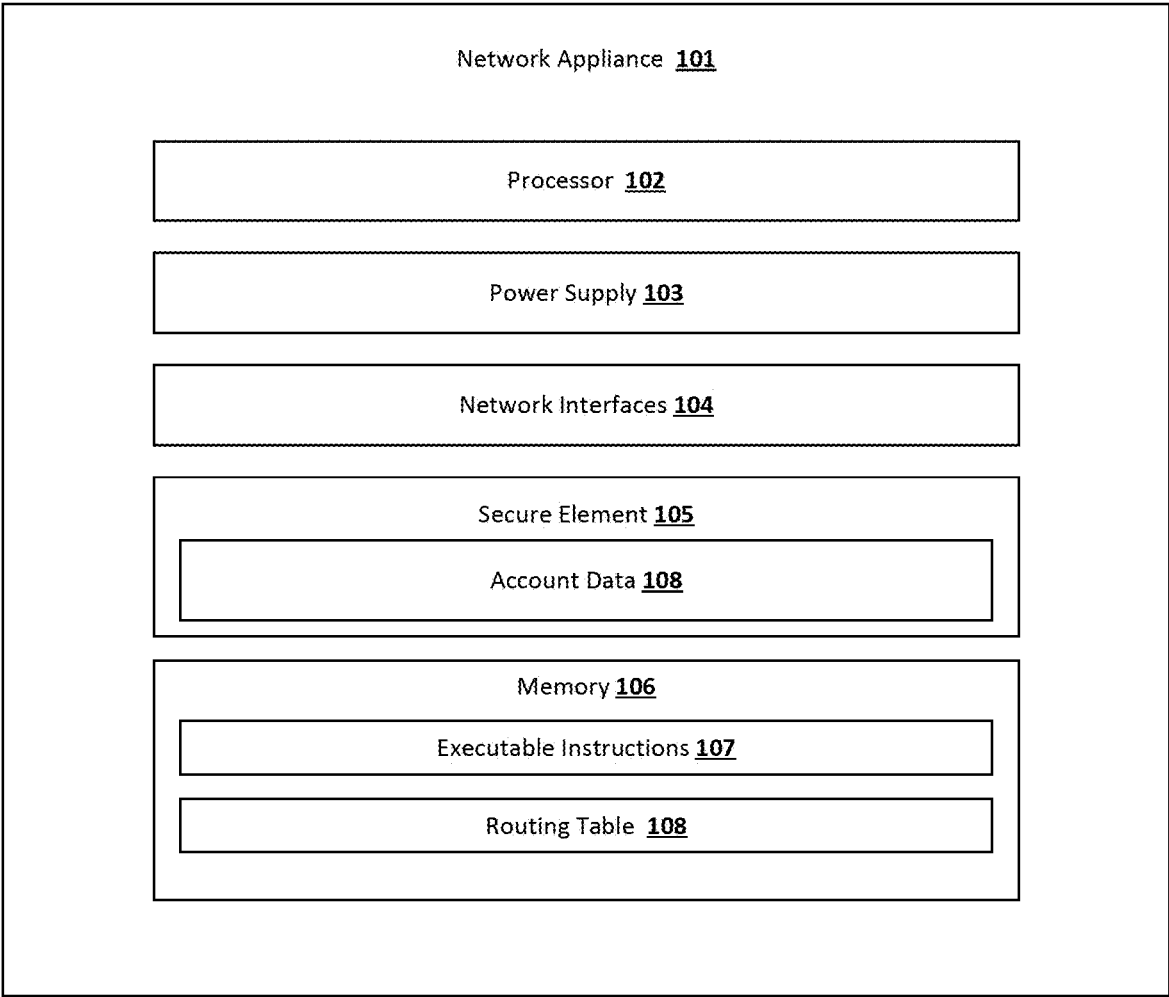 Network Appliance 101
Processor 102
Power Supply 103
Network Interfaces 104
Secure Element 105
Account Data 108
Memory 106
Executable Instructions 107
Routing Table 108